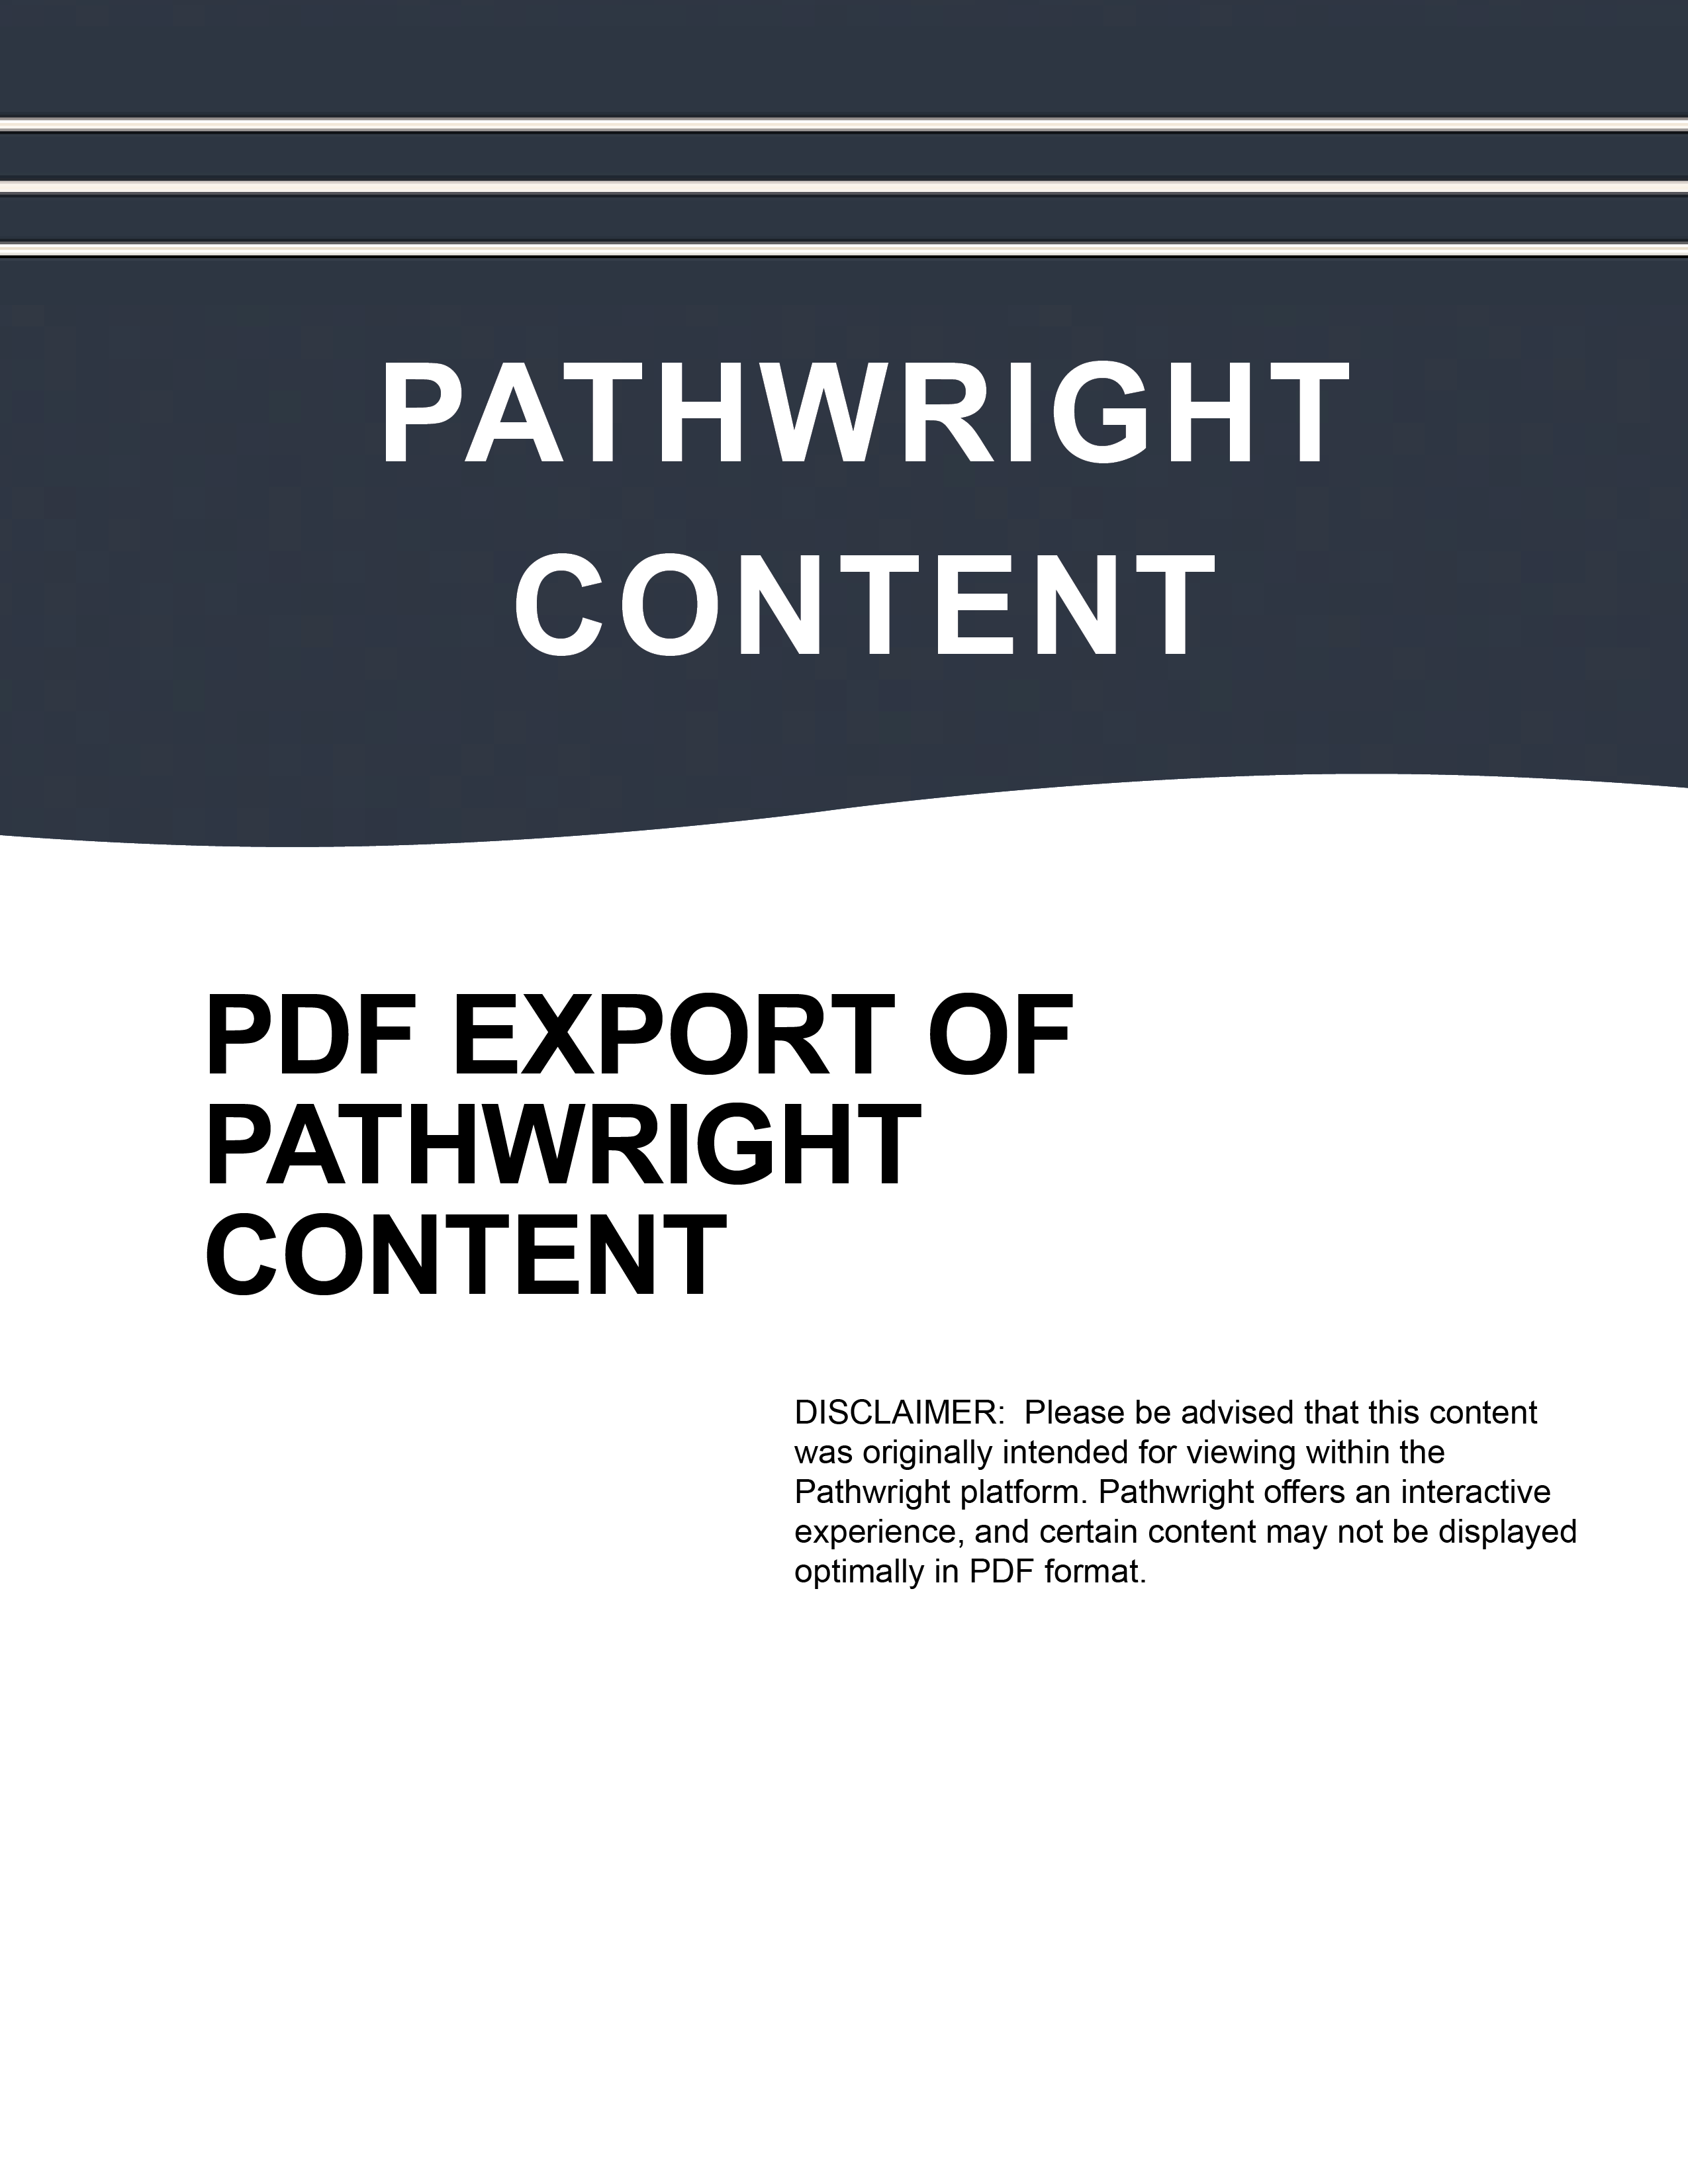 PATHWRIGHT
CONTENT
PDF EXPORT OF
PATHWRIGHT
CONTENT
DISCLAIMER:  Please be advised that this content
was originally intended for viewing within the
Pathwright platform. Pathwright offers an interactive
experience, and certain content may not be displayed
optimally in PDF format.